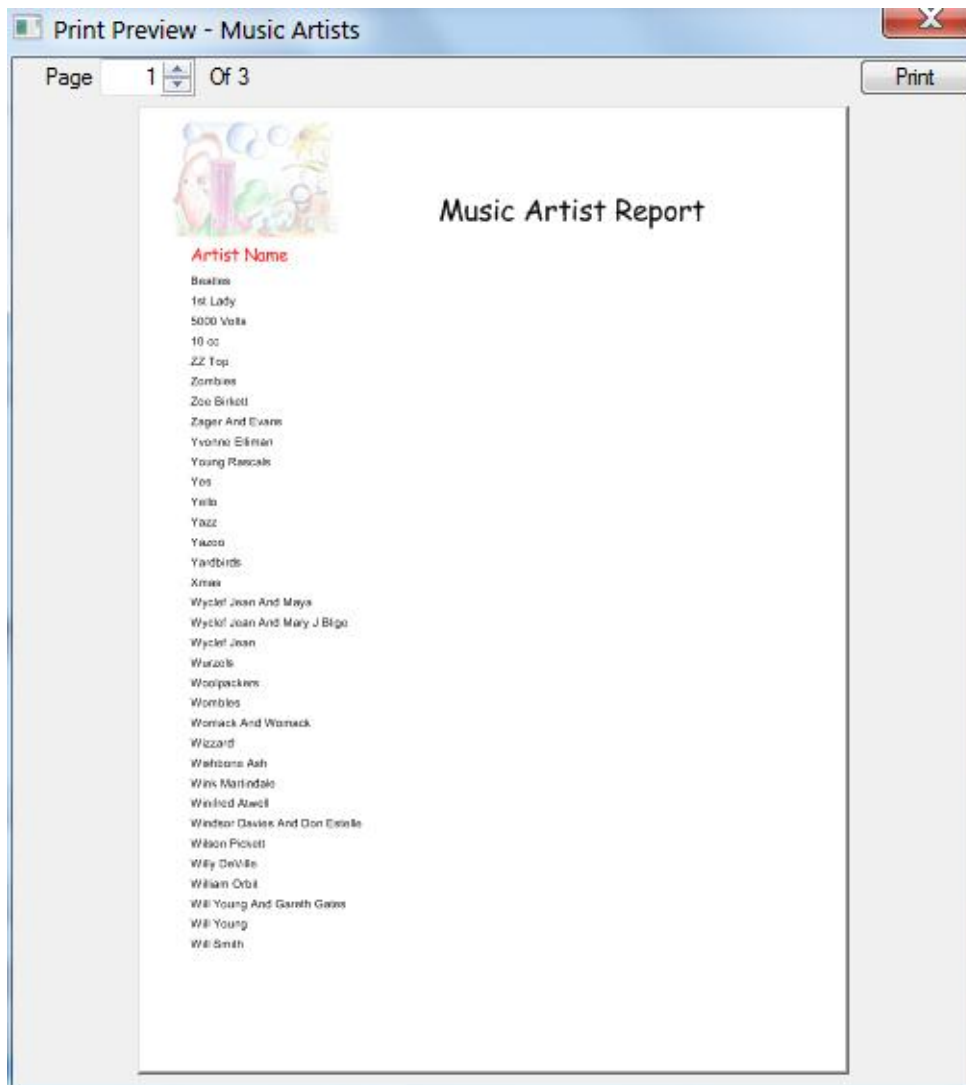 Print Preview - Music Artists
X
Page 1 Of 3 Print
Music Artist Report
Artist Name
Beatles
1st Lady
5000 Volts
10 cc
ZZ Top
Zombies
Zoe Birkett
Zager And Evans
Yvonne Elliman
Young Rascals
Yes
Yello
Yazz
Yazoo
Yardbirds
Xmas
Wyclef Jean And Maya
Wyclef Jean And Mary J Blige
Wyclef Jean
Wurzels
Woolpackers
Wombles
Womack And Womack
Wizzard
Wishbone Ash
Wink Martindale
Winifred Atwell
Windsor Davies And Don Estelle
Wilson Pickett
Willy DeVille
William Orbit
Will Young And Gareth Gates
Will Young
Will Smith